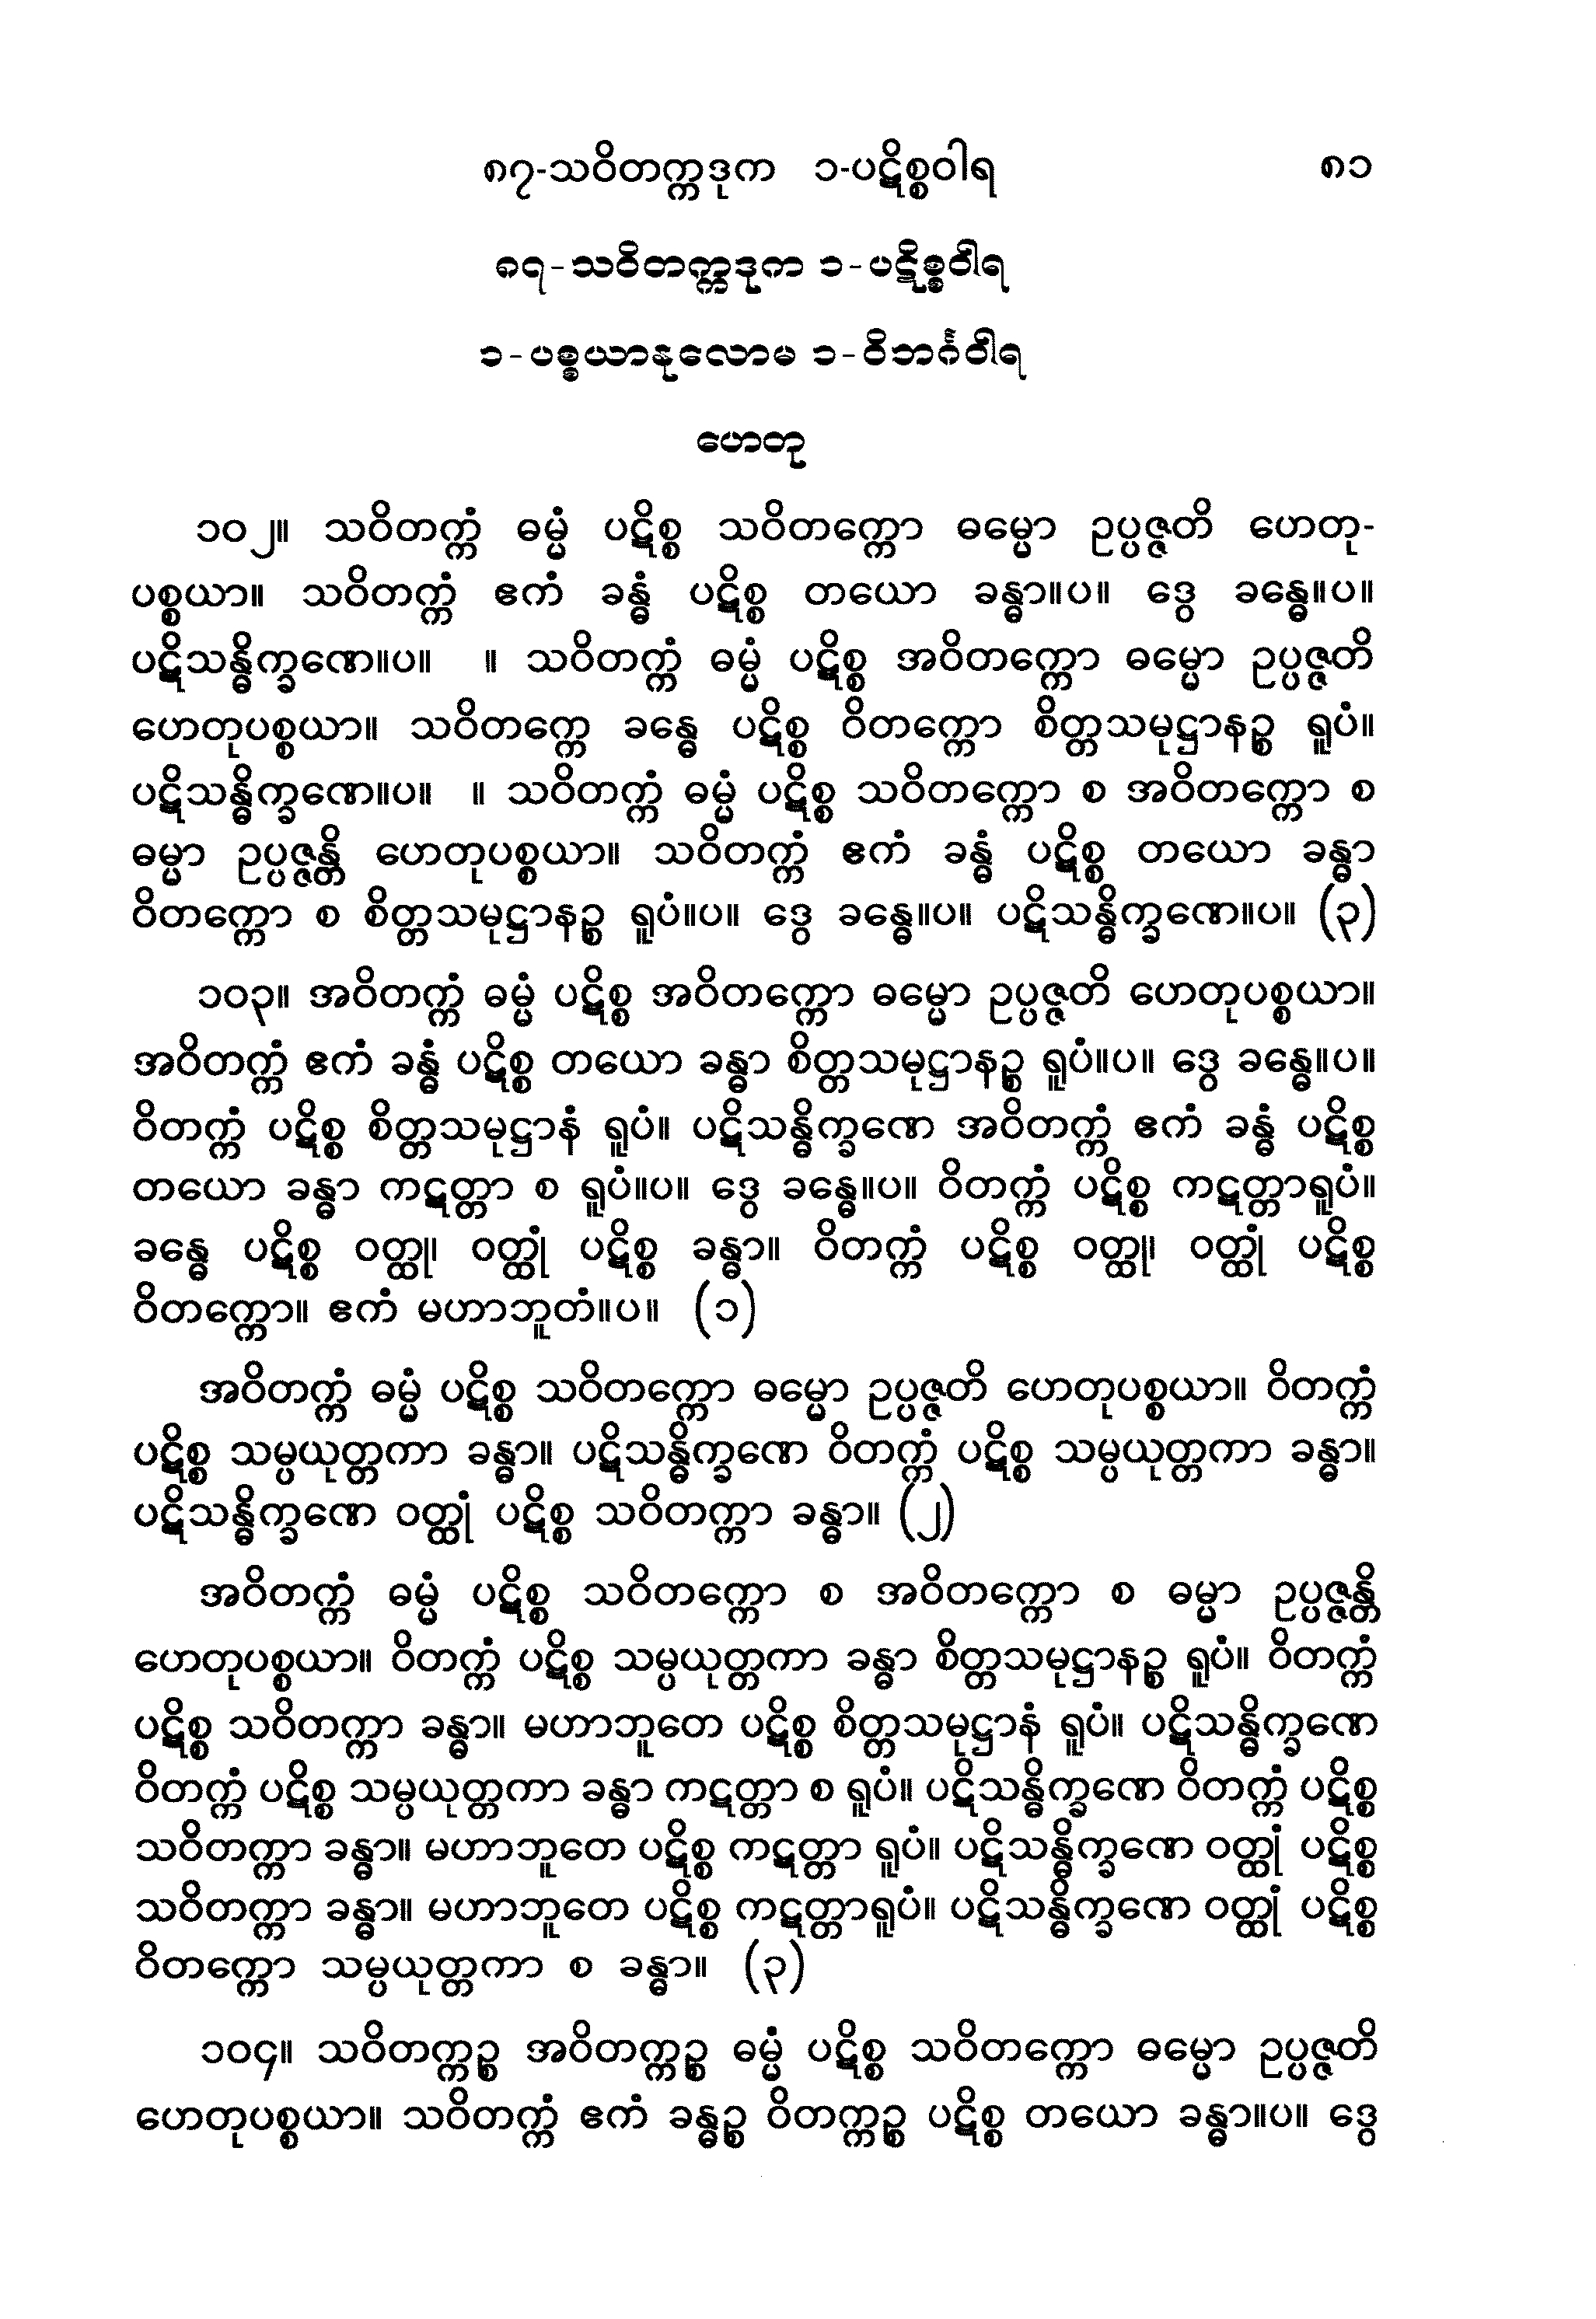 ၈၇-သဝိတက္ကဒုက ၁-ပဋိစ္စဝါရ ၈၁
၈၇-သဝိတက္ကဒုက ၁-ပဋိစ္စဝါရ
၁-ပစ္စယာနုလောမ ၁-ဝိဘင်္ဂဝါရ
ဟေတု
၁၀၂။ သဝိတက္ကံ ဓမ္မံ ပဋိစ္စ သဝိတက္ကော ဓမ္မော ဥပ္ပဇ္ဇတိ ဟေတု-
ပစ္စယာ။ သဝိတက္ကံ ဧကံ ခန္ဓံ ပဋိစ္စ တယော ခန္ဓာ။ပ။ ဒွေ ခန္ဓေ။ပ။
ပဋိသန္ဓိက္ခဏေ။ပ။ ။ သဝိတက္ကံ ဓမ္မံ ပဋိစ္စ အဝိတက္ကော ဓမ္မော ဥပ္ပဇ္ဇတိ
ဟေတုပစ္စယာ။ သဝိတက္ကေ ခန္ဓေ ပဋိစ္စ ဝိတက္ကော စိတ္တသမုဋ္ဌာနဉ္စ ရူပံ။
ပဋိသန္ဓိက္ခဏေ။ပ။ ။ သဝိတက္ကံ ဓမ္မံ ပဋိစ္စ သဝိတက္ကော စ အဝိတက္ကော စ
ဓမ္မာ ဥပ္ပဇ္ဇန္တိ ဟေတုပစ္စယာ။ သဝိတက္ကံ ဧကံ ခန္ဓံ ပဋိစ္စ တယော ခန္ဓာ
ဝိတက္ကော စ စိတ္တသမုဋ္ဌာနဉ္စ ရူပံ။ပ။ ဒွေ ခန္ဓေ။ပ။ ပဋိသန္ဓိက္ခဏေ။ပ။ (၃)
၁၀၃။ အဝိတက္ကံ ဓမ္မံ ပဋိစ္စ အဝိတက္ကော ဓမ္မော ဥပ္ပဇ္ဇတိ ဟေတုပစ္စယာ။
အဝိတက္ကံ ဧကံ ခန္ဓံ ပဋိစ္စ တယော ခန္ဓာ စိတ္တသမုဋ္ဌာနဉ္စ ရူပံ။ပ။ ဒွေ ခန္ဓေ။ပ။
ဝိတက္ကံ ပဋိစ္စ စိတ္တသမုဋ္ဌာနံ ရူပံ။ ပဋိသန္ဓိက္ခဏေ အဝိတက္ကံ ဧကံ ခန္ဓံ ပဋိစ္စ
တယော ခန္ဓာ ကဋတ္တာ စ ရူပံ။ပ။ ဒွေ ခန္ဓေ။ပ။ ဝိတက္ကံ ပဋိစ္စ ကဋတ္တာရူပံ။
ခန္ဓေ ပဋိစ္စ ဝတ္ထု၊ ဝတ္ထုံ ပဋိစ္စ ခန္ဓာ။ ဝိတက္ကံ ပဋိစ္စ ဝတ္ထု၊ ဝတ္ထုံ ပဋိစ္စ
ဝိတက္ကော။ ဧကံ မဟာဘူတံ။ပ။ (၁)
အဝိတက္ကံ ဓမ္မံ ပဋိစ္စ သဝိတက္ကော ဓမ္မော ဥပ္ပဇ္ဇတိ ဟေတုပစ္စယာ။ ဝိတက္ကံ
ပဋိစ္စ သမ္ပယုတ္တကာ ခန္ဓာ။ ပဋိသန္ဓိက္ခဏေ ဝိတက္ကံ ပဋိစ္စ သမ္ပယုတ္တကာ ခန္ဓာ။
ပဋိသန္ဓိက္ခဏေ ဝတ္ထုံ ပဋိစ္စ သဝိတက္ကာ ခန္ဓာ။ (၂)
အဝိတက္ကံ ဓမ္မံ ပဋိစ္စ သဝိတက္ကော စ အဝိတက္ကော စ ဓမ္မာ ဥပ္ပဇ္ဇန္တိ
ဟေတုပစ္စယာ။ ဝိတက္ကံ ပဋိစ္စ သမ္ပယုတ္တကာ ခန္ဓာ စိတ္တသမုဋ္ဌာနဉ္စ ရူပံ။ ဝိတက္ကံ
ပဋိစ္စ သဝိတက္ကာ ခန္ဓာ။ မဟာဘူတေ ပဋိစ္စ စိတ္တသမုဋ္ဌာနံ ရူပံ။ ပဋိသန္ဓိက္ခဏေ
ဝိတက္ကံ ပဋိစ္စ သမ္ပယုတ္တကာ ခန္ဓာ ကဋတ္တာ စ ရူပံ။ ပဋိသန္ဓိက္ခဏေ ဝိတက္ကံ ပဋိစ္စ
သဝိတက္ကာ ခန္ဓာ။ မဟာဘူတေ ပဋိစ္စ ကဋတ္တာ ရူပံ။ ပဋိသန္ဓိက္ခဏေ ဝတ္ထုံ ပဋိစ္စ
သဝိတက္ကာ ခန္ဓာ။ မဟာဘူတေ ပဋိစ္စ ကဋတ္တာရူပံ။ ပဋိသန္ဓိက္ခဏေ ဝတ္ထုံ ပဋိစ္စ
ဝိတက္ကော သမ္ပယုတ္တကာ စ ခန္ဓာ။ (၃)
၁၀၄။ သဝိတက္ကဉ္စ အဝိတက္ကဉ္စ ဓမ္မံ ပဋိစ္စ သဝိတက္ကော ဓမ္မော ဥပ္ပဇ္ဇတိ
ဟေတုပစ္စယာ။ သဝိတက္ကံ ဧကံ ခန္ဓဉ္စ ဝိတက္ကဉ္စ ပဋိစ္စ တယော ခန္ဓာ။ပ။ ဒွေ